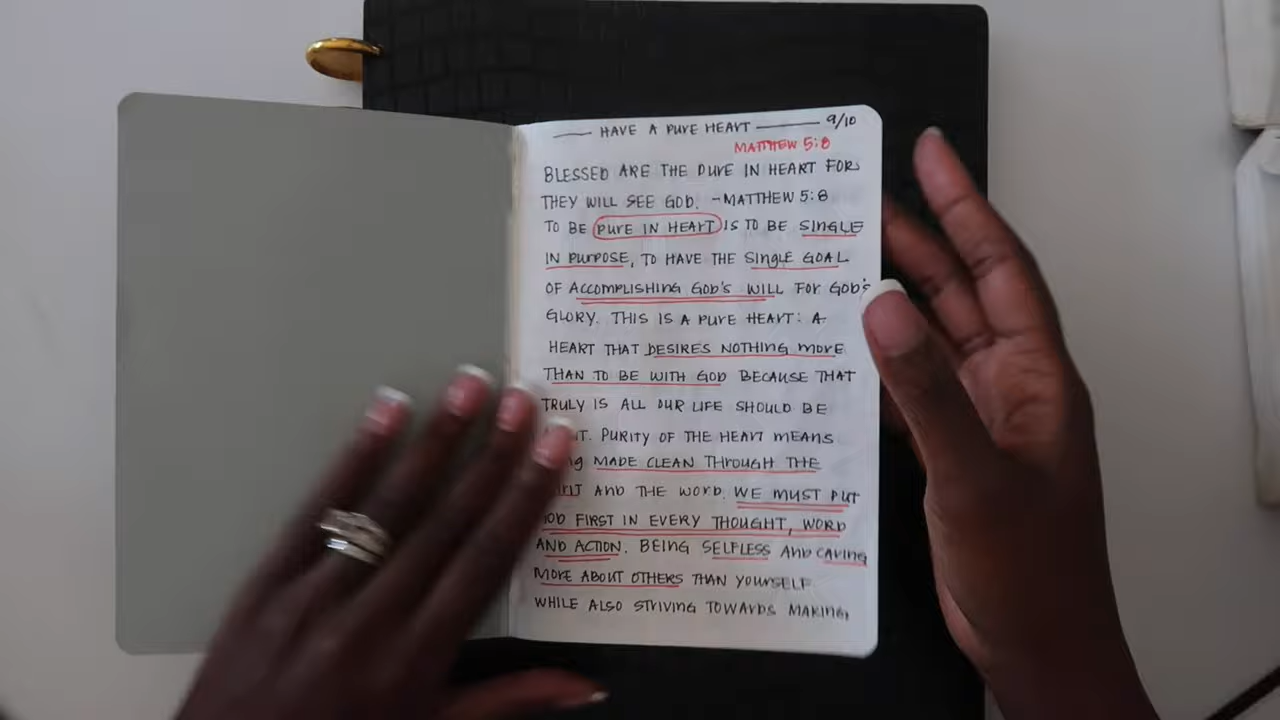 HAVE A PURE HEART 9/10
MATTHEW 5:8
BLESSED ARE THE PURE IN HEART FOR
THEY WILL SEE GOD. -MATTHEW 5:8
TO BE PURE IN HEART IS TO BE SINGLE
IN PURPOSE, TO HAVE THE SINGLE GOAL
OF ACCOMPLISHING GOD'S WILL FOR GOD'S
GLORY. THIS IS A PURE HEART: A
HEART THAT DESIRES NOTHING MORE
THAN TO BE WITH GOD BECAUSE THAT
TRULY IS ALL OUR LIFE SHOULD BE
PURITY OF THE HEART MEANS
MADE CLEAN THROUGH THE
AND THE WORD. WE MUST PUT
GOD FIRST IN EVERY THOUGHT, WORD
AND ACTION. BEING SELFLESS AND CARING
MORE ABOUT OTHERS THAN YOURSELF
WHILE ALSO STRIVING TOWARDS MAKING